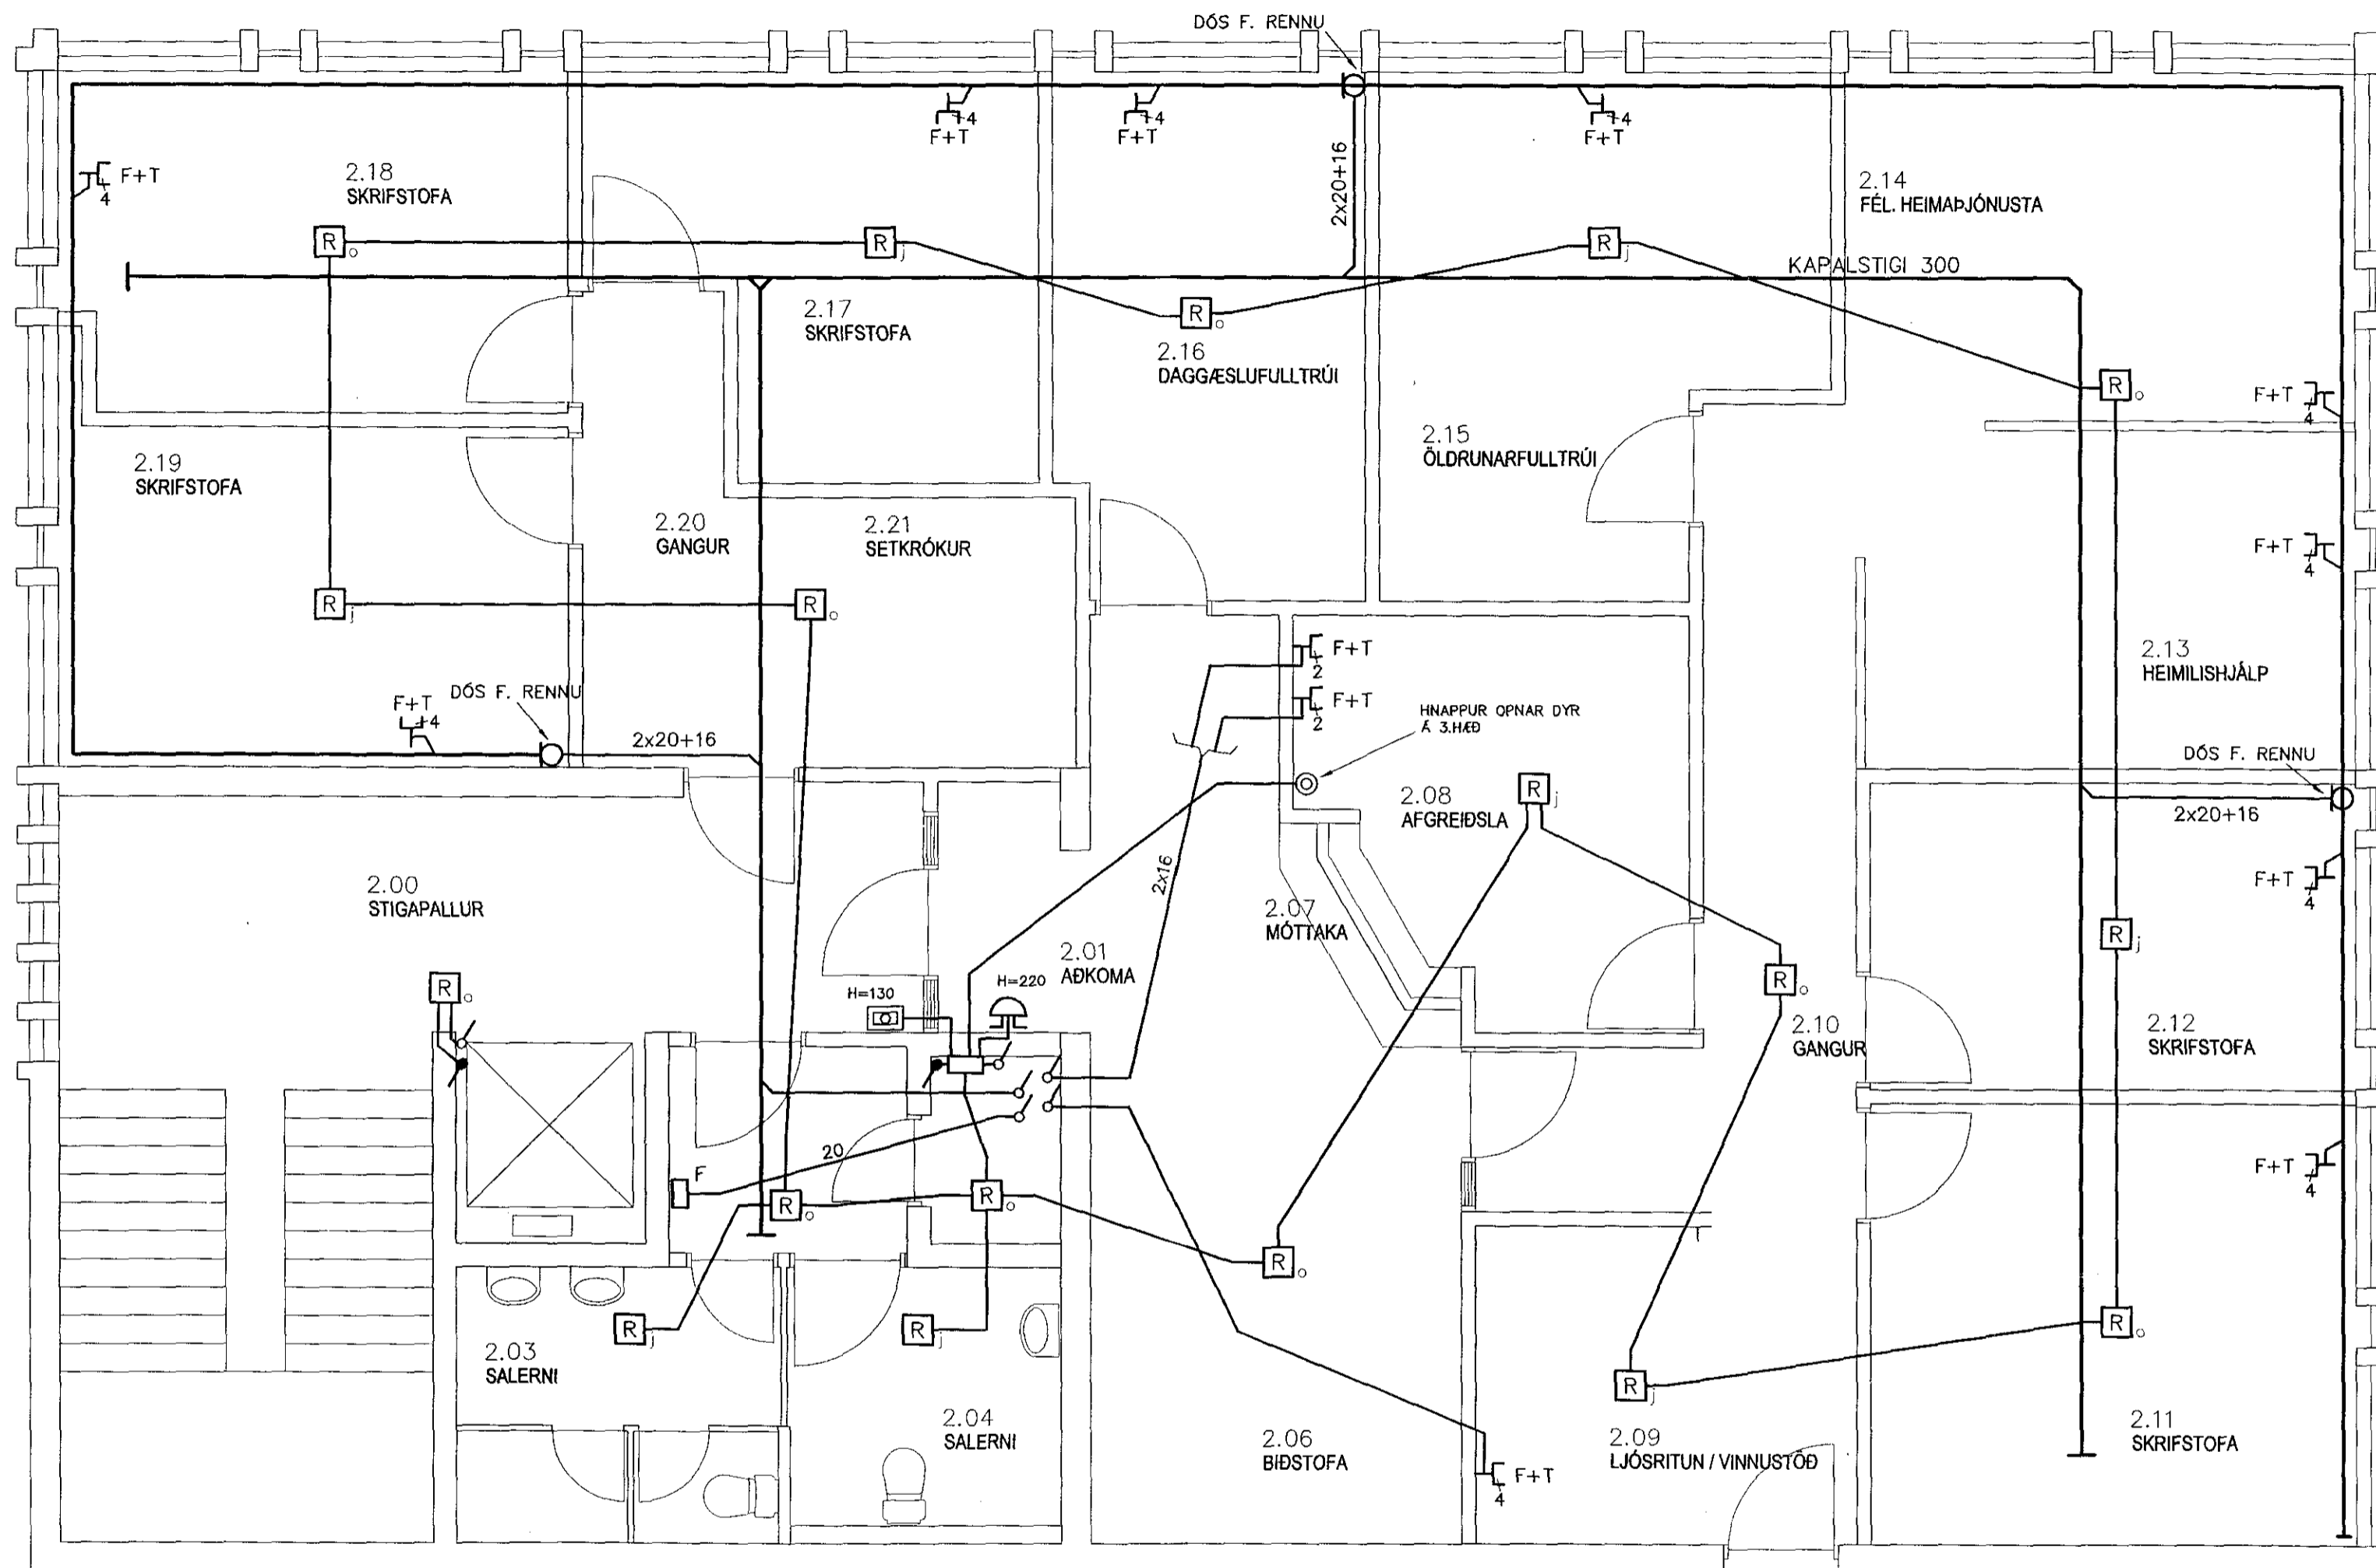 DÓS F. RENNU
4
F+T
4
F+T
4
F+T
2x20+16
F+T
4
2.18
SKRIFSTOFA
2.14
FÉL. HEIMAÞJÓNUSTA
R
o
R
j
R
j
KAPALSTIGI 300
2.17
SKRIFSTOFA
R
o
2.16
DAGGÆSLUFULLTRÚI
R
o
F+T
4
2.15
ÖLDRUNARFULLTRÚI
2.19
SKRIFSTOFA
2.20
GANGUR
2.21
SETKRÓKUR
F+T
4
R
j
R
o
F+T
2
F+T
2
2.13
HEIMILISHJÁLP
F+T
4
DÓS F. RENNU
2x20+16
HNAPPUR OPNAR DYR
Á 3.HÆÐ
DÓS F. RENNU
2x20+16
2.08
AFGREIÐSLA
R
j
2x16
2.00
STIGAPALLUR
F+T
4
2.07
MÓTTAKA
R
j
2.01
AÐKOMA
H=130
H=220
R
o
R
o
2.10
GANGUR
2.12
SKRIFSTOFA
20
F
F+T
4
R
o
R
o
R
o
R
j
R
j
R
o
2.03
SALERNI
R
j
2.04
SALERNI
2.06
BIÐSTOFA
2.09
LJÓSRITUN / VINNUSTÖÐ
2.11
SKRIFSTOFA
F+T
4